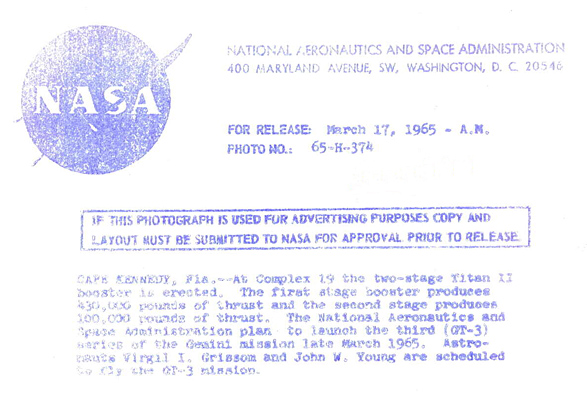 NASA
NATIONAL AERONAUTICS AND SPACE ADMINISTRATION
400 MARYLAND AVENUE, SW, WASHINGTON, D. C. 20546
FOR RELEASE: March 17, 1965 - A.M.
PHOTO NO.: 65-H-374
IF THIS PHOTOGRAPH IS USED FOR ADVERTISING PURPOSES COPY AND
LAYOUT MUST BE SUBMITTED TO NASA FOR APPROVAL PRIOR TO RELEASE.
CAPE KENNEDY, Fla.--At Complex 19 the two-stage Titan II
booster is erected. The first stage booster produces
430,000 pounds of thrust and the second stage produces
100,000 pounds of thrust. The National Aeronautics and
Space Administration plan to launch the third (GT-3)
series of the Gemini mission late March 1965. Astro-
nauts Virgil I. Grissom and John W. Young are scheduled
to fly the GT-3 mission.